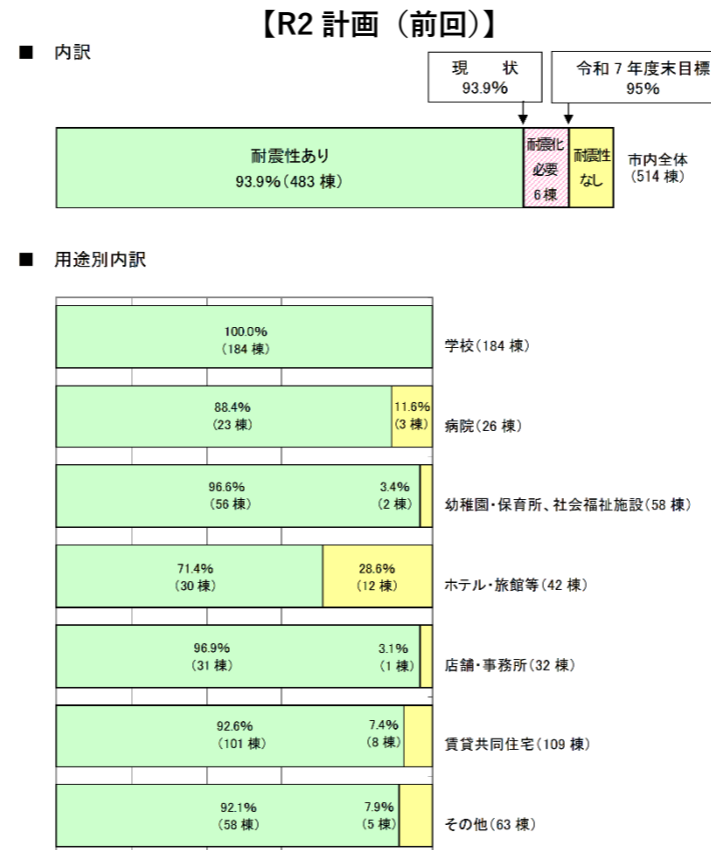 【R2 計画（前回）】
■ 内訳
現 状
93.9%
令和 7 年度末目標
95%
耐震性あり
93.9%(483 棟)
耐震化
必要
6 棟
耐震性
なし
市内全体
(514 棟)
■ 用途別内訳
100.0%
(184 棟)
学校(184 棟)
88.4%
(23 棟)
11.6%
(3 棟)
病院(26 棟)
96.6%
(56 棟)
3.4%
(2 棟)
幼稚園・保育所、社会福祉施設(58 棟)
71.4%
(30 棟)
28.6%
(12 棟)
ホテル・旅館等(42 棟)
96.9%
(31 棟)
3.1%
(1 棟)
店舗・事務所(32 棟)
92.6%
(101 棟)
7.4%
(8 棟)
賃貸共同住宅(109 棟)
92.1%
(58 棟)
7.9%
(5 棟)
その他(63 棟)